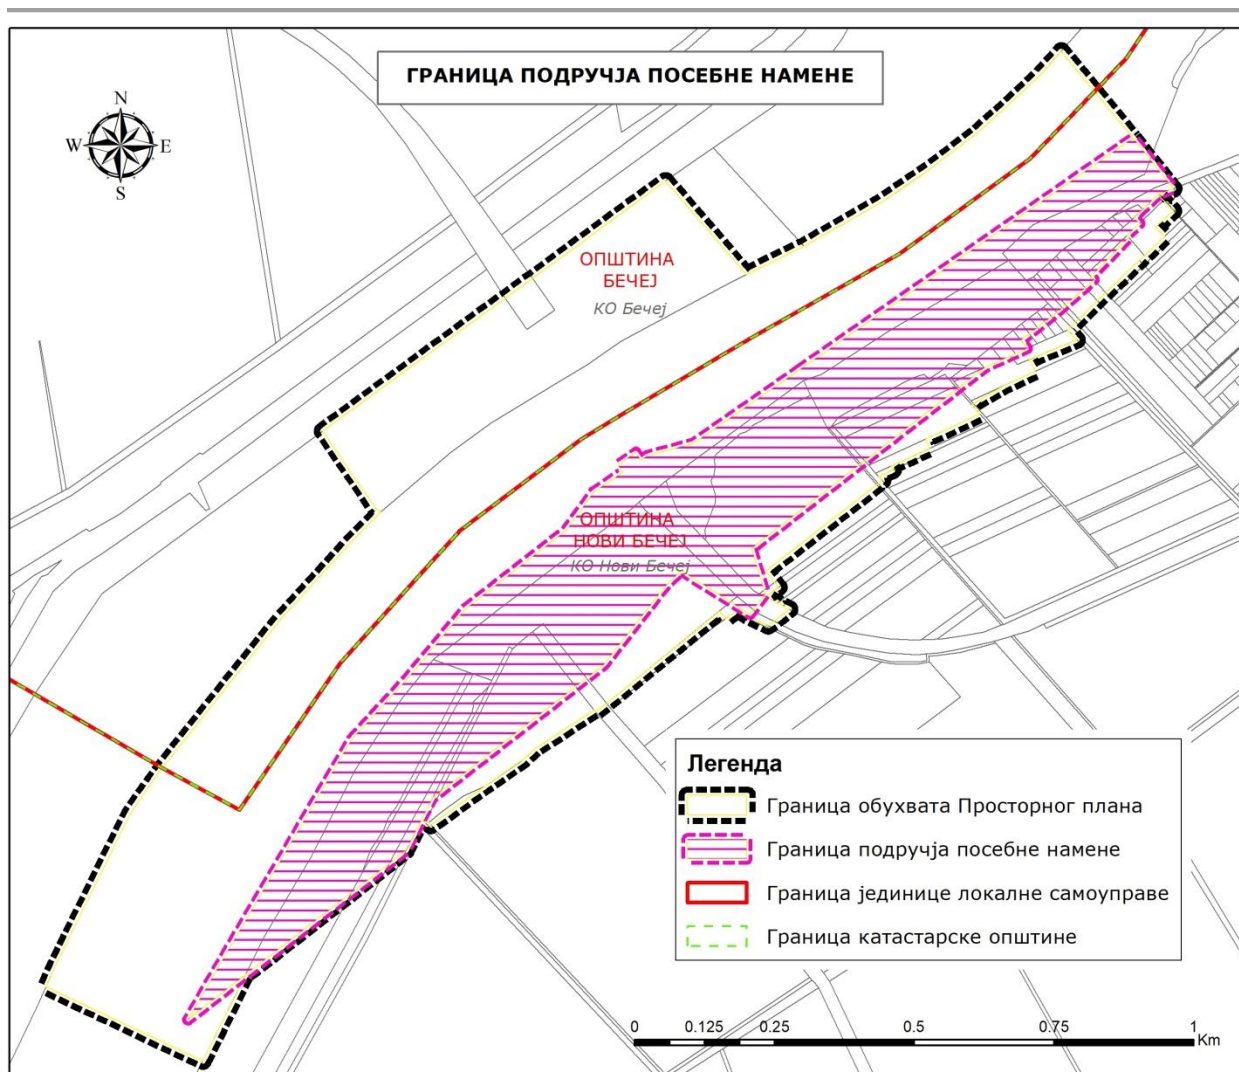 ГРАНИЦА ПОДРУЧЈА ПОСЕБНЕ НАМЕНЕ
N
W E
S
ОПШТИНА
БЕЧЕЈ
КО Бечеј
ОПШТИНА
НОВИ БЕЧЕЈ
КО Нови Бечеј
Легенда
Граница обухвата Просторног плана
Граница подручја посебне намене
Граница јединице локалне самоуправе
Граница катастарске општине
0 0.125 0.25 0.5 0.75 1
Km